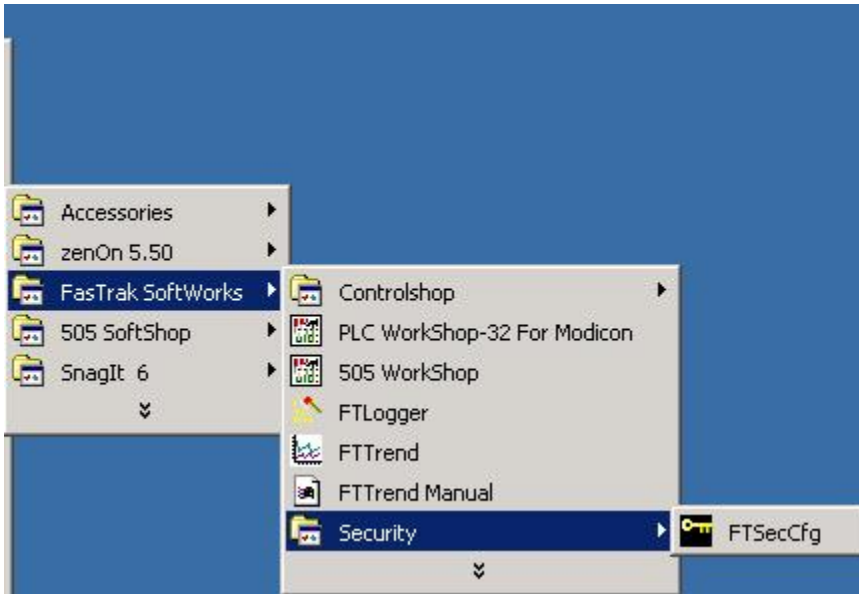 Accessories
zenOn 5.50
FasTrak SoftWorks
505 SoftShop
SnagIt 6
Controlshop
PLC WorkShop-32 For Modicon
505 WorkShop
FTLogger
FTTrend
FTTrend Manual
Security
FTSecCfg